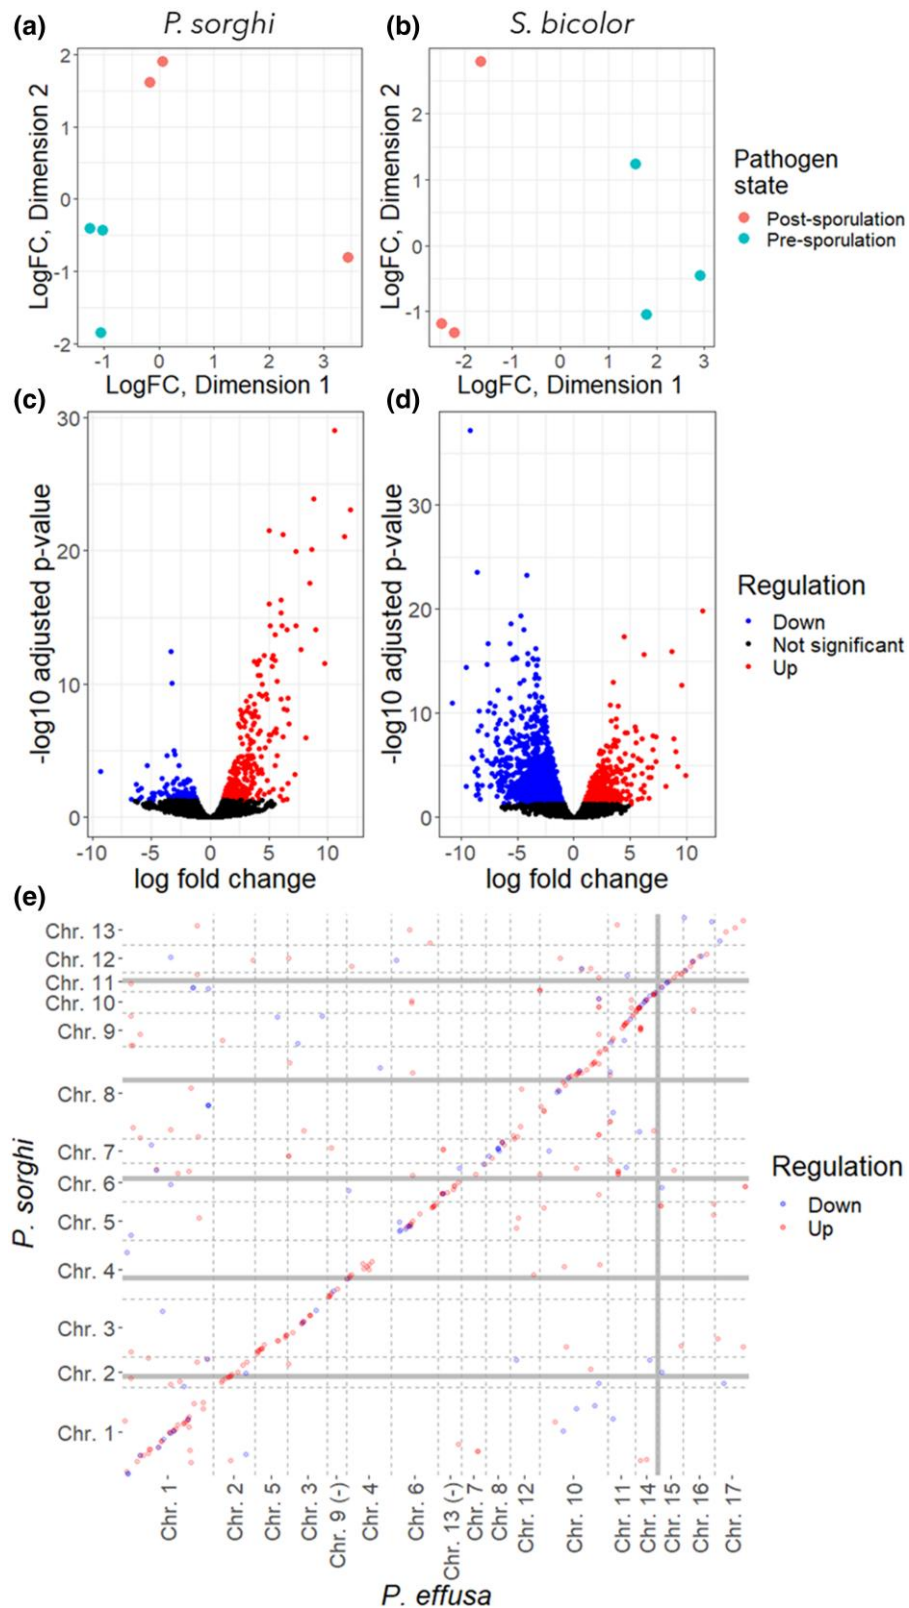 (a) P. sorghi
(b) S. bicolor
LogFC, Dimension 2
2
1
0
-1
-2
-1 0 1 2 3
LogFC, Dimension 1
LogFC, Dimension 2
2
1
0
-1
-2 -1 0 1 2 3
LogFC, Dimension 1
Pathogen
state
Post-sporulation
Pre-sporulation
(c)
-log10 adjusted p-value
30
20
10
0
-10 -5 0 5 10
log fold change
(d)
-log10 adjusted p-value
30
20
10
0
-10 -5 0 5 10
log fold change
Regulation
Down
Not significant
Up
(e)
P. sorghi
Chr. 13
Chr. 12
Chr. 11
Chr. 10
Chr. 9
Chr. 8
Chr. 7
Chr. 6
Chr. 5
Chr. 4
Chr. 3
Chr. 2
Chr. 1
Chr. 1
Chr. 2
Chr. 5
Chr. 3
Chr. 9 (-)
Chr. 4
Chr. 6
Chr. 13 (-)
Chr. 7
Chr. 8
Chr. 12
Chr. 10
Chr. 11
Chr. 14
Chr. 15
Chr. 16
Chr. 17
P. effusa
Regulation
Down
Up